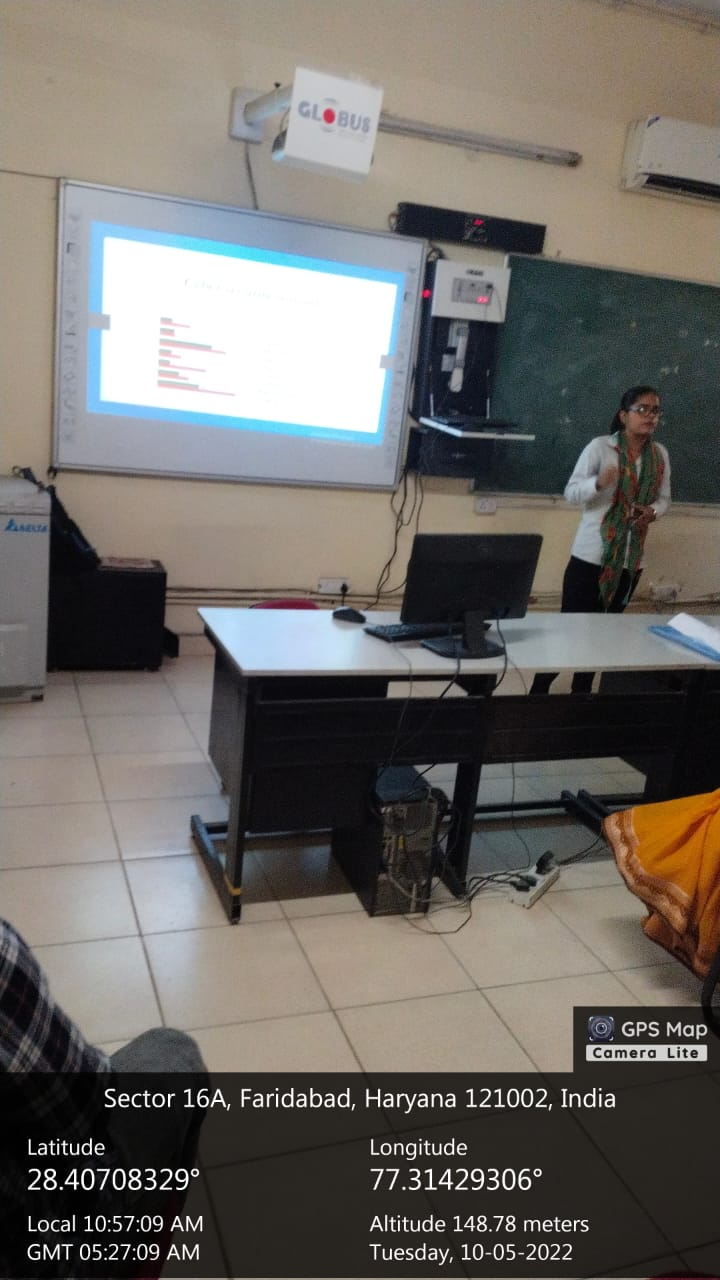 GLOBUS
DELTA
GPS Map
Camera Lite
Sector 16A, Faridabad, Haryana 121002, India
Latitude
28.40708329°
Longitude
77.31429306°
Local 10:57:09 AM
GMT 05:27:09 AM
Altitude 148.78 meters
Tuesday, 10-05-2022